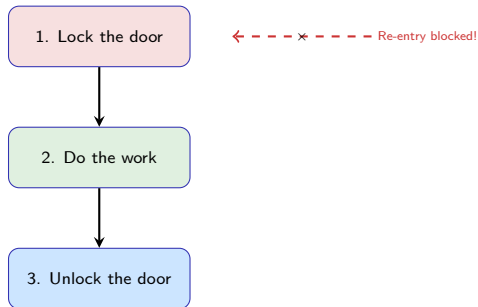 1. Lock the door
Re-entry blocked!
2. Do the work
3. Unlock the door